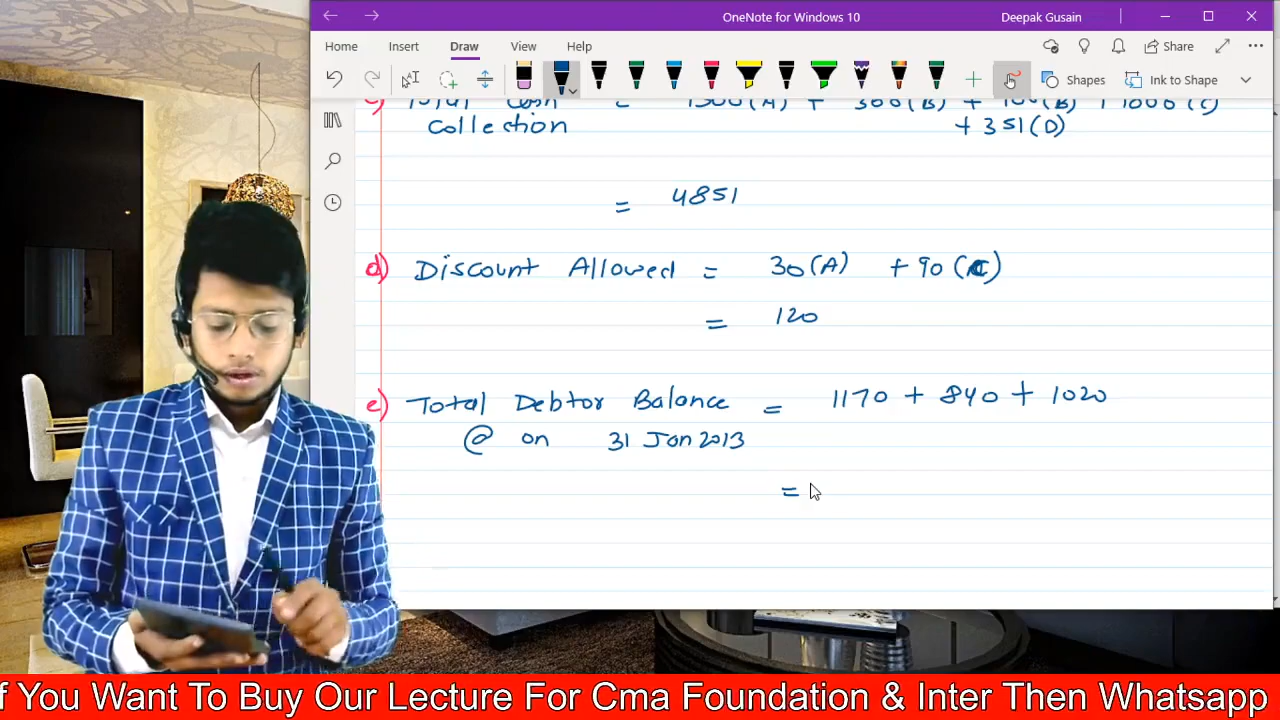 OneNote for Windows 10
Deepak Gusain
Home Insert Draw View Help
Share
Shapes Ink to Shape
collection
+ 351(D)
= 4851
d) Discount Allowed = 30(A) + 90(C)
= 120
e) Total Debtor Balance = 1170 + 840 + 1020
@ on 31 Jan 2013
=
f You Want To Buy Our Lecture For Cma Foundation & Inter Then Whatsapp